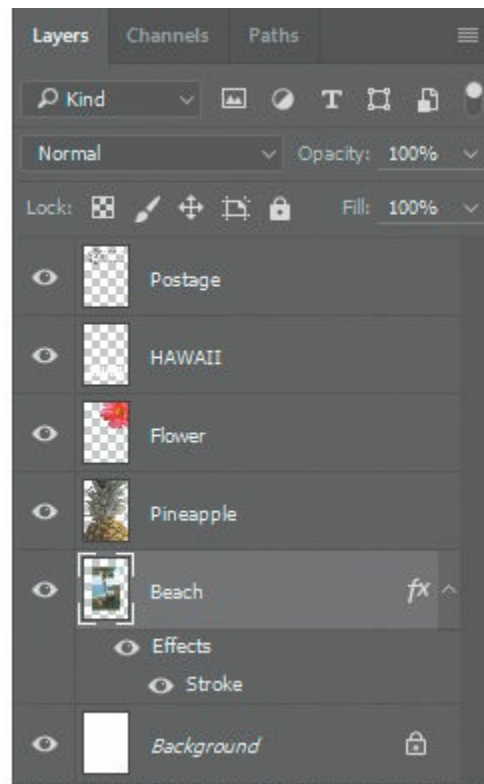 Layers Channels Paths
Kind
Normal Opacity: 100%
Lock: Fill: 100%
Postage
HAWAII
Flower
Pineapple
Beach fx
Effects
Stroke
Background